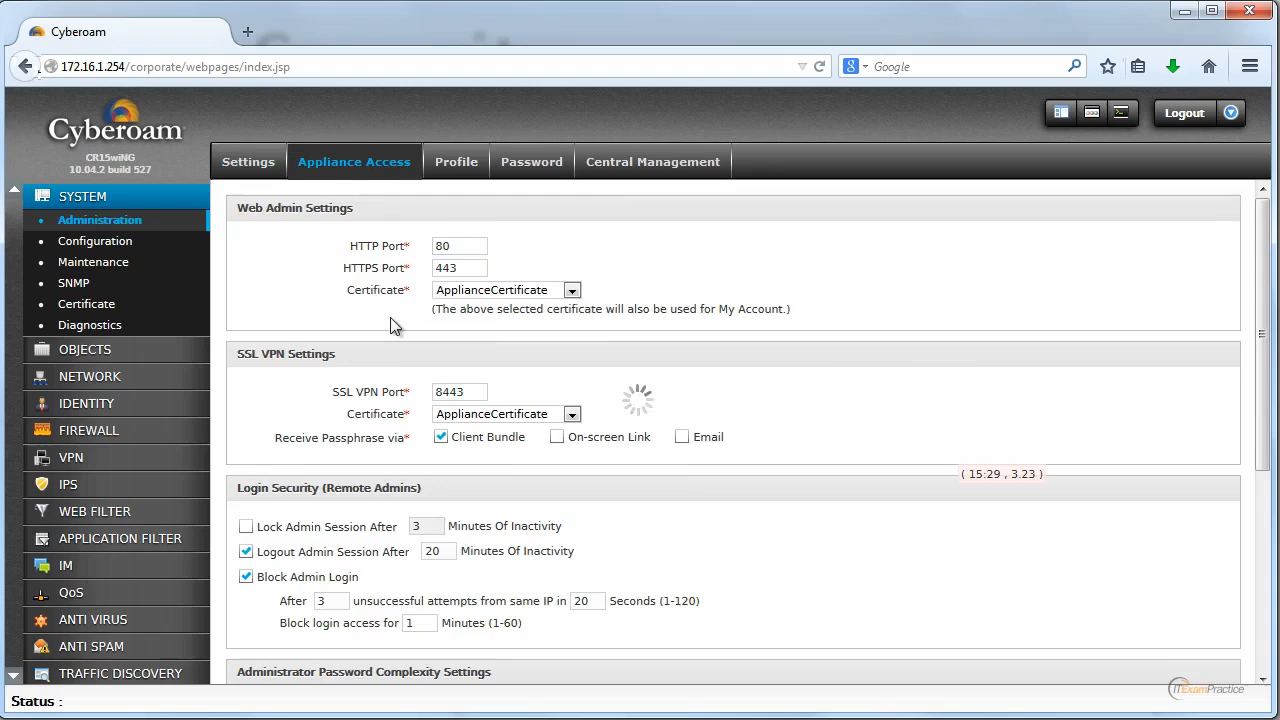 Cyberoam
172.16.1.254/corporate/webpages/index.jsp
Google
Cyberoam
CR15wiNG
10.04.2 build 527
Logout
Settings
Appliance Access
Profile
Password
Central Management
SYSTEM
Administration
Configuration
Maintenance
SNMP
Certificate
Diagnostics
OBJECTS
NETWORK
IDENTITY
FIREWALL
VPN
IPS
WEB FILTER
APPLICATION FILTER
IM
QoS
ANTI VIRUS
ANTI SPAM
TRAFFIC DISCOVERY
Web Admin Settings
HTTP Port* 80
HTTPS Port* 443
Certificate* ApplianceCertificate
(The above selected certificate will also be used for My Account.)
SSL VPN Settings
SSL VPN Port* 8443
Certificate* ApplianceCertificate
Receive Passphrase via* Client Bundle On-screen Link Email
( 15:29 , 3.23 )
Login Security (Remote Admins)
Lock Admin Session After 3 Minutes Of Inactivity
Logout Admin Session After 20 Minutes Of Inactivity
Block Admin Login
After 3 unsuccessful attempts from same IP in 20 Seconds (1-120)
Block login access for 1 Minutes (1-60)
Administrator Password Complexity Settings
Status :
ITExamPractice